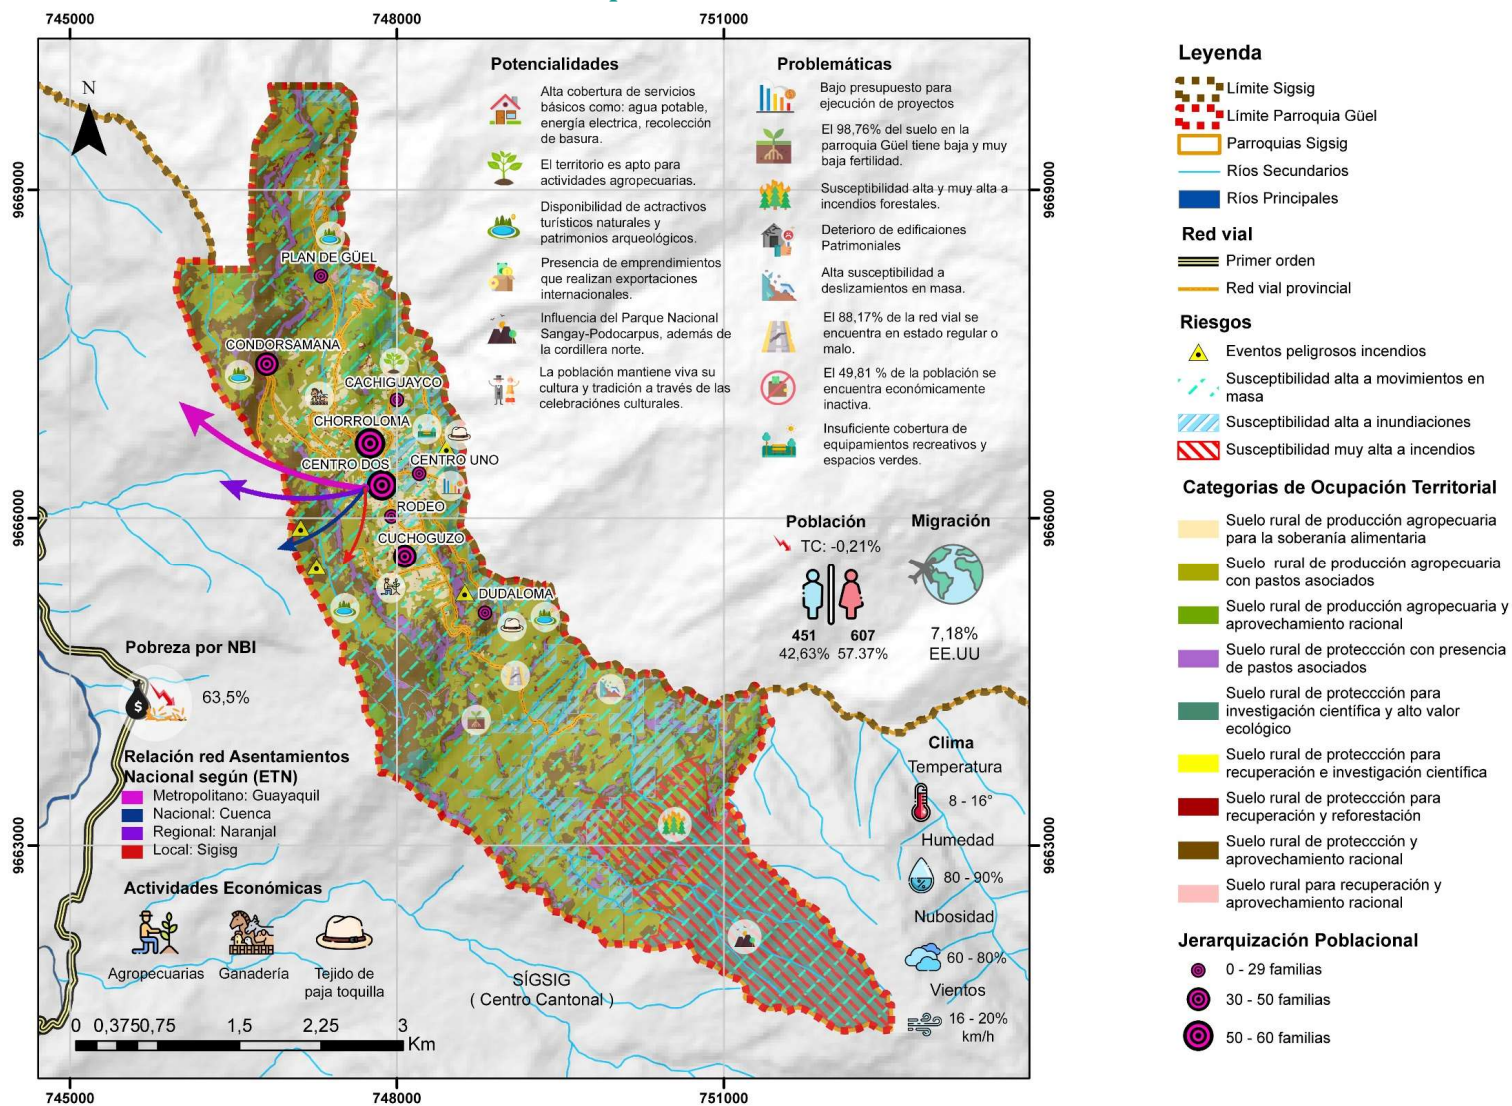 745000
748000
751000
9669000
9666000
9663000
9669000
9666000
9663000
745000
748000
751000
N
Potencialidades
Alta cobertura de servicios
básicos como: agua potable,
energía electrica, recolección
de basura.
El territorio es apto para
actividades agropecuarias.
Disponibilidad de actractivos
turísticos naturales y
patrimonios arqueológicos.
Presencia de emprendimientos
que realizan exportaciones
internacionales.
Influencia del Parque Nacional
Sangay-Podocarpus, además de
la cordillera norte.
La población mantiene viva su
cultura y tradición a través de las
celebraciónes culturales.
Problemáticas
Bajo presupuesto para
ejecución de proyectos
El 98,76% del suelo en la
parroquia Güel tiene baja y muy
baja fertilidad.
Susceptibilidad alta y muy alta a
incendios forestales.
Deterioro de edificaiones
Patrimoniales
Alta susceptibilidad a
deslizamientos en masa.
El 88,17% de la red vial se
encuentra en estado regular o
malo.
El 49,81 % de la población se
encuentra económicamente
inactiva.
Insuficiente cobertura de
equipamientos recreativos y
espacios verdes.
PLAN DE GÜEL
CONDORSAMANA
CACHIGUAYCO
CHORROLOMA
CENTRO DOS
CENTRO UNO
RODEO
CUCHOGUZO
DUDALOMA
Población
TC: -0,21%
451
607
42,63%
57.37%
Migración
7,18%
EE.UU
Pobreza por NBI
$
63,5%
Relación red Asentamientos
Nacional según (ETN)
Metropolitano: Guayaquil
Nacional: Cuenca
Regional: Naranjal
Local: Sigisg
Actividades Económicas
Agropecuarias
Ganadería
Tejido de
paja toquilla
0 0,375 0,75 1,5 2,25 3
Km
SÍGSIG
( Centro Cantonal )
Clima
Temperatura
8 - 16°
Humedad
%
80 - 90%
Nubosidad
60 - 80%
Vientos
16 - 20%
km/h
Leyenda
Límite Sigsig
Límite Parroquia Güel
Parroquias Sigsig
Ríos Secundarios
Ríos Principales
Red vial
Primer orden
Red vial provincial
Riesgos
Eventos peligrosos incendios
Susceptibilidad alta a movimientos en
masa
Susceptibilidad alta a inundiaciones
Susceptibilidad muy alta a incendios
Categorias de Ocupación Territorial
Suelo rural de producción agropecuaria
para la soberanía alimentaria
Suelo rural de producción agropecuaria
con pastos asociados
Suelo rural de producción agropecuaria y
aprovechamiento racional
Suelo rural de proteccción con presencia
de pastos asociados
Suelo rural de proteccción para
investigación científica y alto valor
ecológico
Suelo rural de proteccción para
recuperación e investigación científica
Suelo rural de proteccción para
recuperación y reforestación
Suelo rural de proteccción y
aprovechamiento racional
Suelo rural para recuperación y
aprovechamiento racional
Jerarquización Poblacional
0 - 29 familias
30 - 50 familias
50 - 60 familias